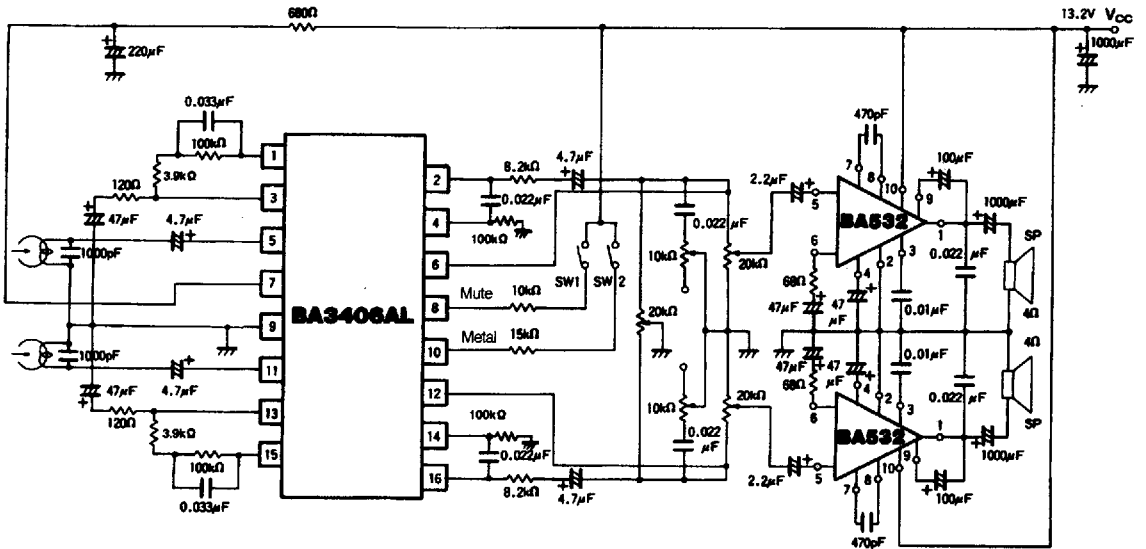 680Ω
13.2V Vcc
220μF
1000μF
0.033μF
100kΩ
3.9kΩ
120Ω
47μF
4.7μF
1000pF
1000pF
4.7μF
47μF
120Ω
3.9kΩ
100kΩ
0.033μF
1
3
5
7
9
11
13
15
BA3406AL
2
4
6
8
10
12
14
16
8.2kΩ
4.7μF
0.022μF
100kΩ
Mute
10kΩ
Metal
15kΩ
SW1
SW 2
100kΩ
0.022μF
8.2kΩ
4.7μF
20kΩ
0.022
μF
10kΩ
20kΩ
10kΩ
0.022
μF
20kΩ
2.2μF
2.2μF
470pF
7
8
10
9
100μF
5
BA532
6
4
2
3
1
1000μF
0.022
μF
SP
4Ω
68Ω
47μF
47
μF
0.01μF
47μF
47
μF
0.01μF
68Ω
4Ω
SP
0.022
μF
6
4
2
3
BA532
1
5
7
8
10
9
1000μF
100μF
470pF